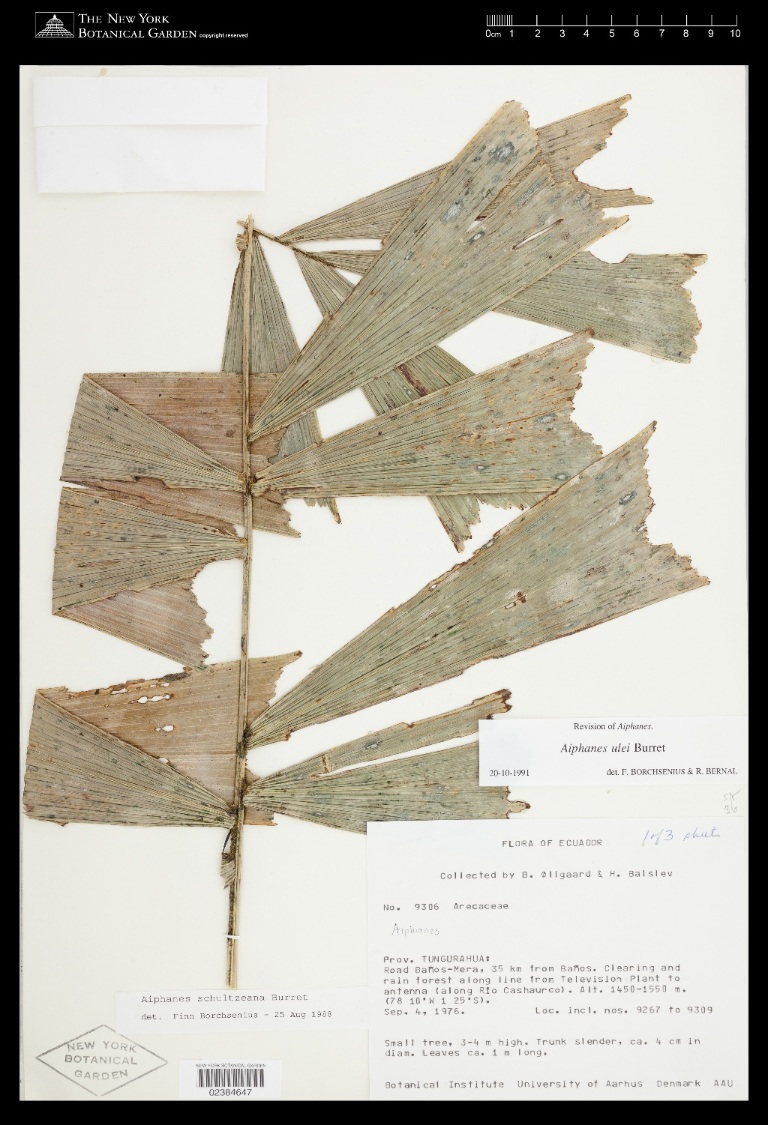 THE NEW YORK
BOTANICAL GARDEN copyright reserved
0cm 1 2 3 4 5 6 7 8 9 10
Revision of Aiphanes.
Aiphanes ulei Burret
20-10-1991 det. F. BORCHSENIUS & R. BERNAL
1 of 3 sheets
FLORA OF ECUADOR
Collected by B. Øllgaard & H. Balslev
No. 9306 Arecaceae
Aiphanes
Prov. TUNGURAHUA:
Road Baños-Mera, 35 km from Baños. Clearing and
rain forest along line from Television Plant to
antenna (along Río Cashaurco). Alt. 1450-1550 m.
(78 10'W 1 25'S).
Sep. 4, 1976. Loc. incl. nos. 9267 to 9309
Small tree, 3-4 m high. Trunk slender, ca. 4 cm in
diam. Leaves ca. 1 m long.
Botanical Institute University of Aarhus Denmark AAU
Aiphanes schultzeana Burret
det. Finn Borchsenius - 25 Aug 1988
NEW YORK
BOTANICAL
GARDEN
NEW YORK BOTANICAL GARDEN
02384647